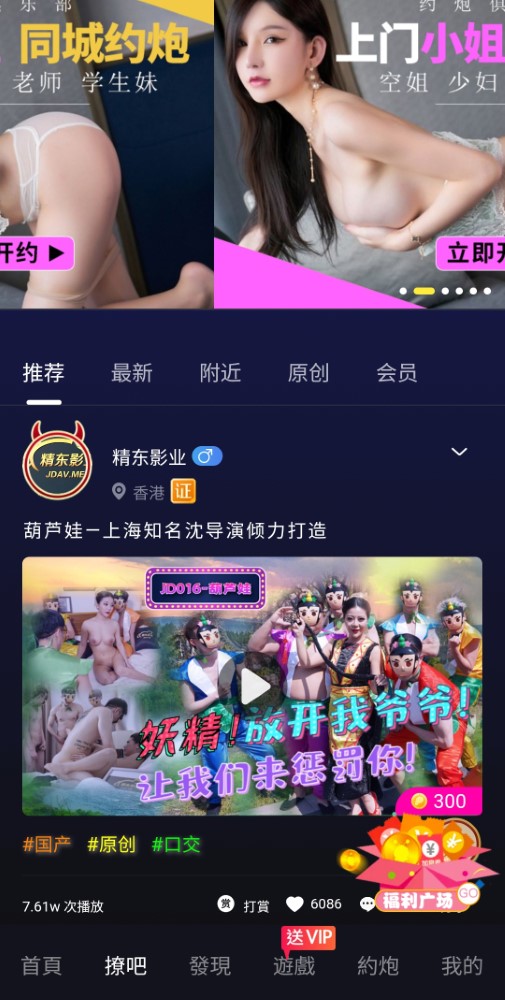 乐部
同城约炮
老师 学生妹
开约
约炮俱
上门小姐
空姐 少妇
立即开
推荐 最新 附近 原创 会员
精东影业
精东影
JDAV.ME
香港 证
葫芦娃—上海知名沈导演倾力打造
JD016-葫芦娃
妖精!放开我爷爷!
让我们来惩罚你!
300
#国产 #原创 #口交
福利广场 GO
7.61w 次播放 赏 打賞 6086
送VIP
首頁 撩吧 發現 遊戲 約炮 我的